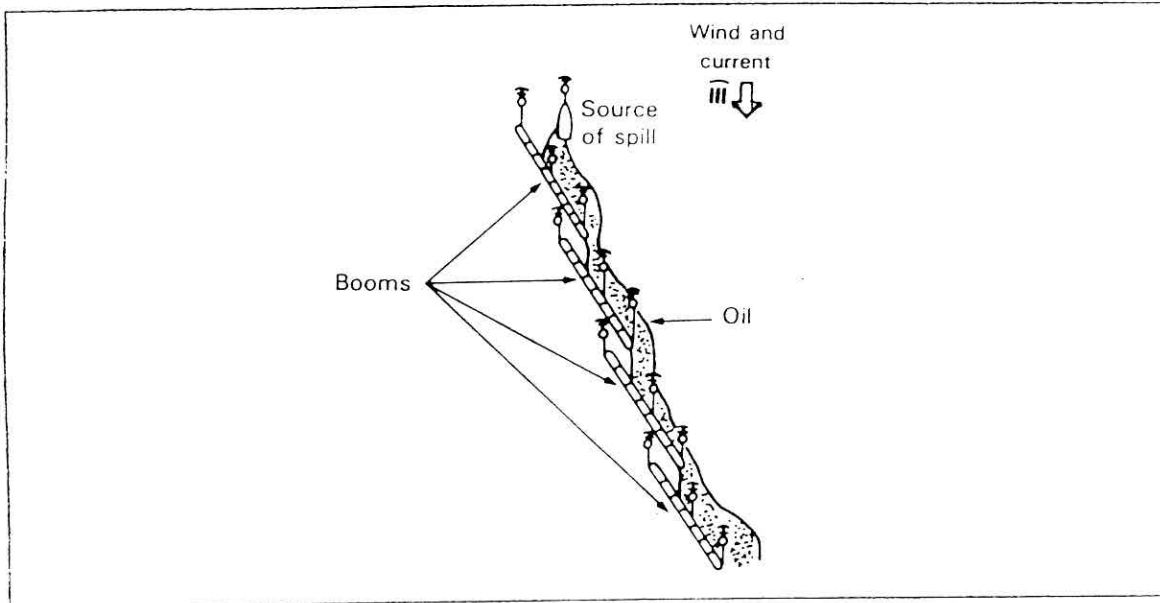 Wind and
current
Source
of spill
Booms
Oil